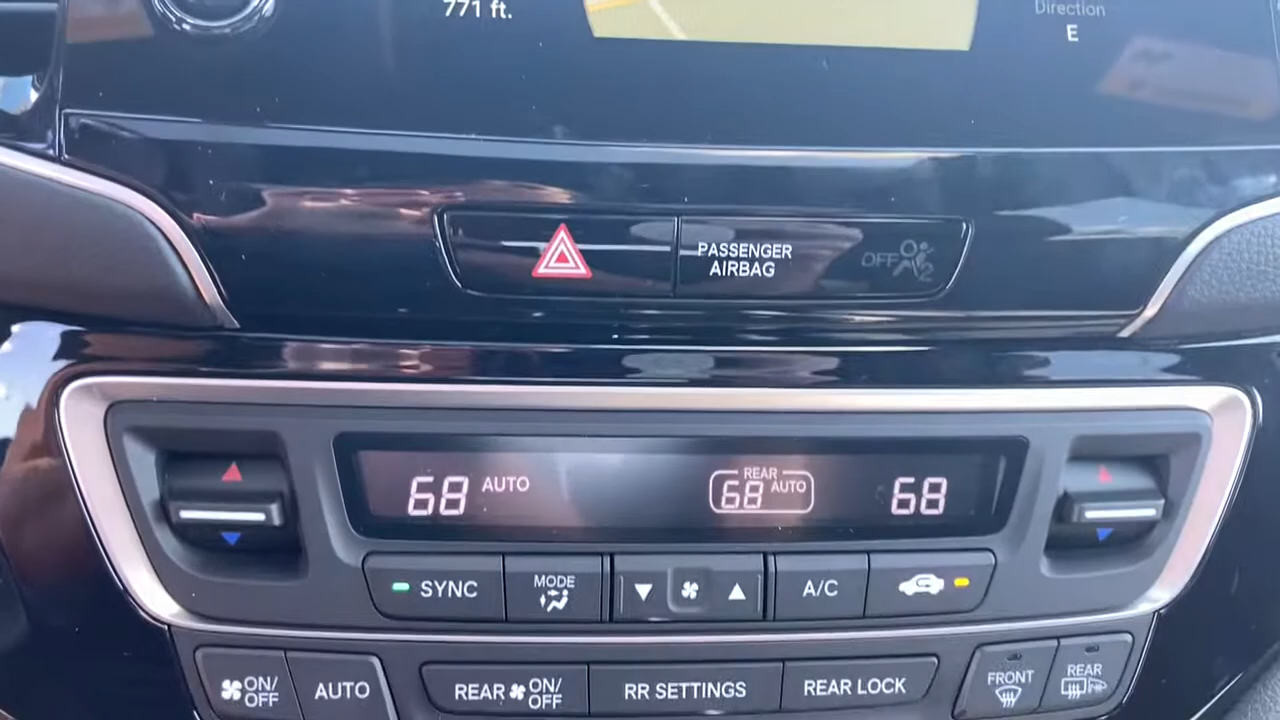 771 ft.
Direction
E
PASSENGER
AIRBAG
OFF
2
68 AUTO
REAR
68 AUTO
68
SYNC
MODE
A/C
ON/
OFF
AUTO
REAR ON/
OFF
RR SETTINGS
REAR LOCK
FRONT
REAR